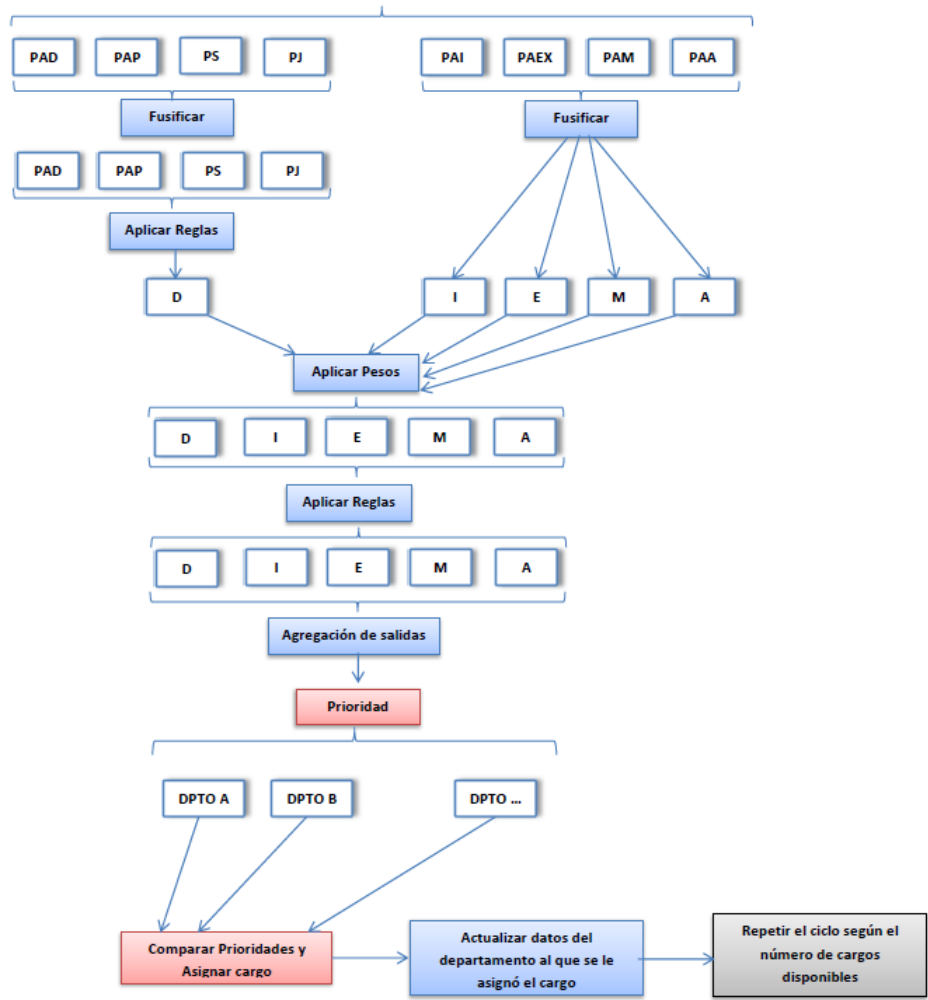 PAD PAP PS PJ PAI PAEX PAM PAA
Fusificar Fusificar
PAD PAP PS PJ
Aplicar Reglas
D I E M A
Aplicar Pesos
D I E M A
Aplicar Reglas
D I E M A
Agregación de salidas
Prioridad
DPTO A DPTO B DPTO ...
Comparar Prioridades y
Asignar cargo
Actualizar datos del
departamento al que se le
asignó el cargo
Repetir el ciclo según el
número de cargos
disponibles